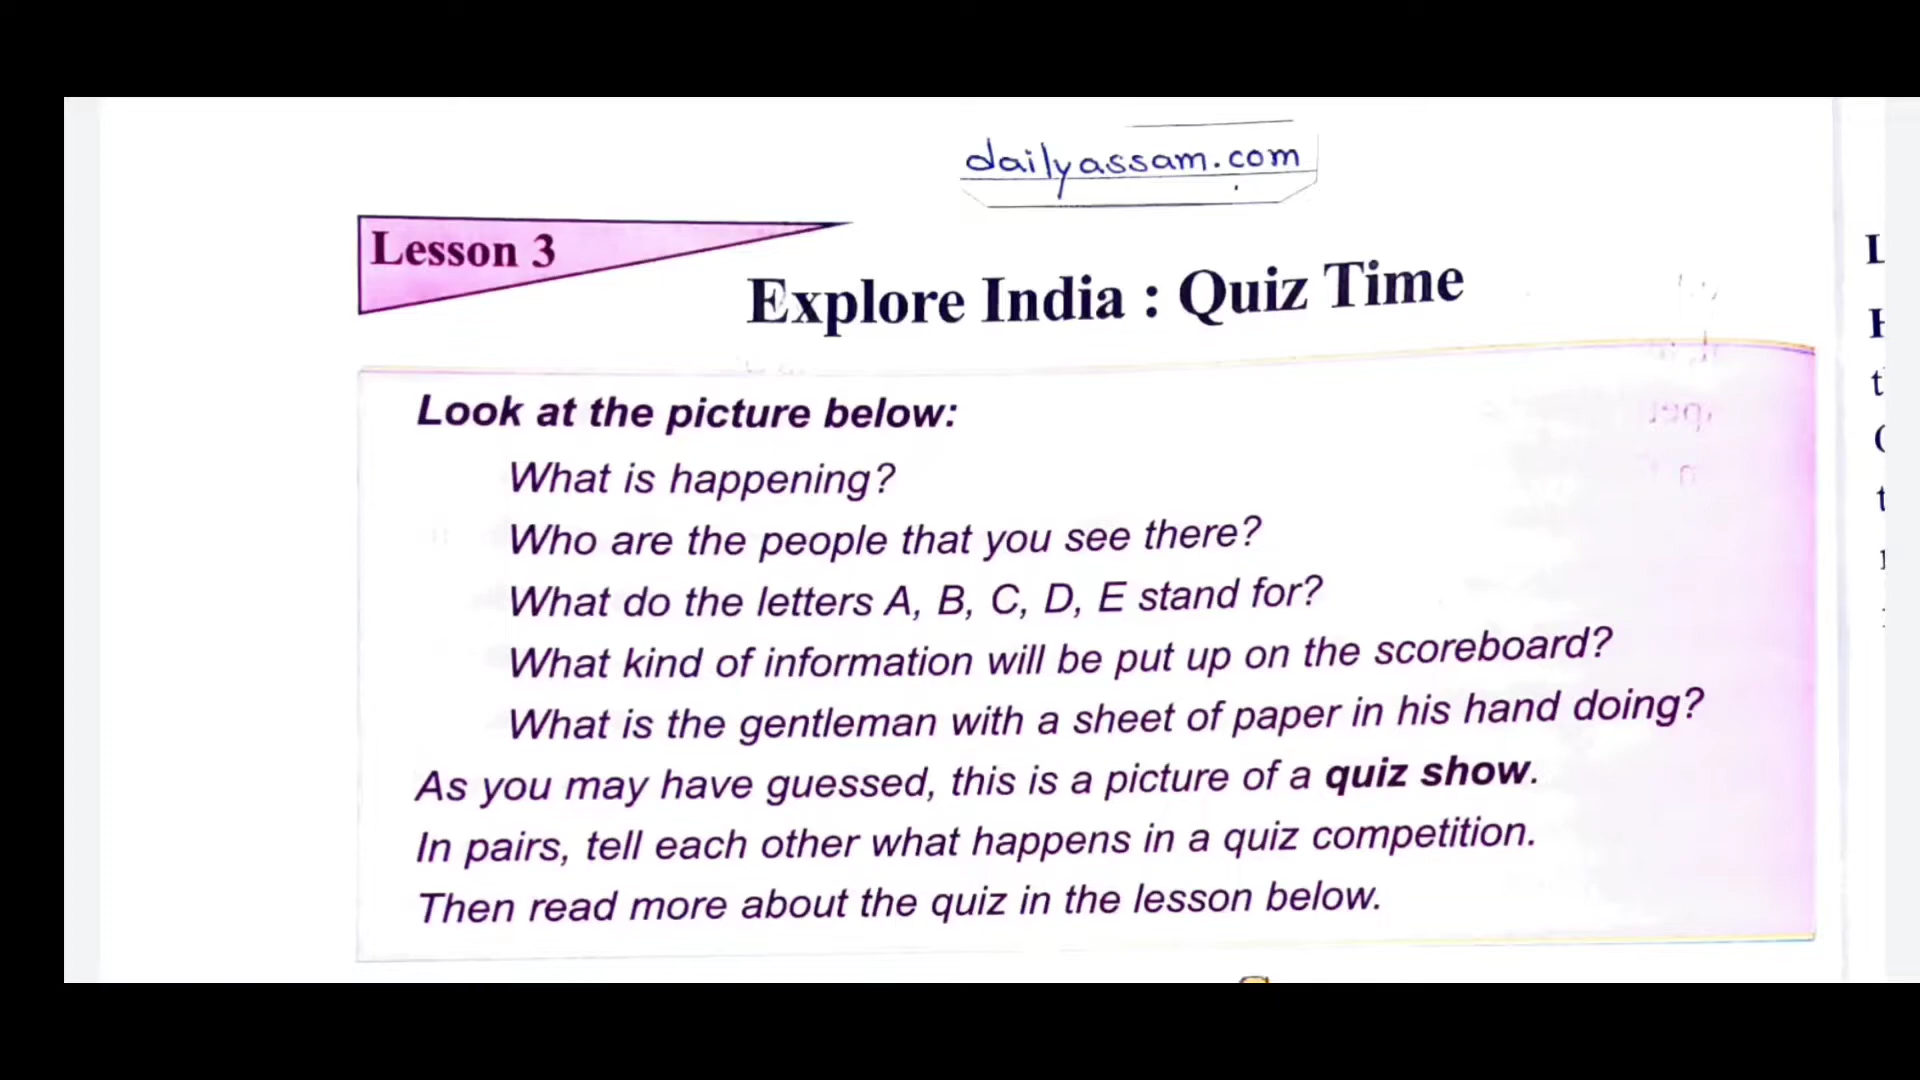 dailyassam.com
Lesson 3
Explore India : Quiz Time
Look at the picture below:
What is happening?
Who are the people that you see there?
What do the letters A, B, C, D, E stand for?
What kind of information will be put up on the scoreboard?
What is the gentleman with a sheet of paper in his hand doing?
As you may have guessed, this is a picture of a quiz show.
In pairs, tell each other what happens in a quiz competition.
Then read more about the quiz in the lesson below.